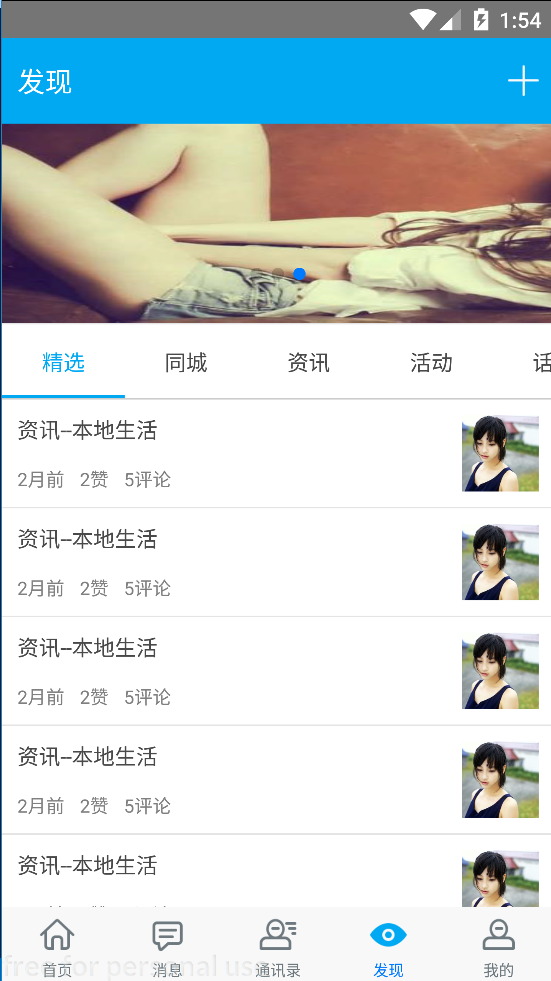 1:54
发现
精选 同城 资讯 活动 话
资讯--本地生活
2月前 2赞 5评论
资讯--本地生活
2月前 2赞 5评论
资讯--本地生活
2月前 2赞 5评论
资讯--本地生活
2月前 2赞 5评论
资讯--本地生活
free for personal use
首页 消息 通讯录 发现 我的